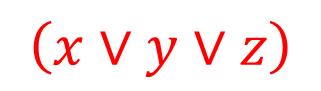 (x ∨ y ∨ z)